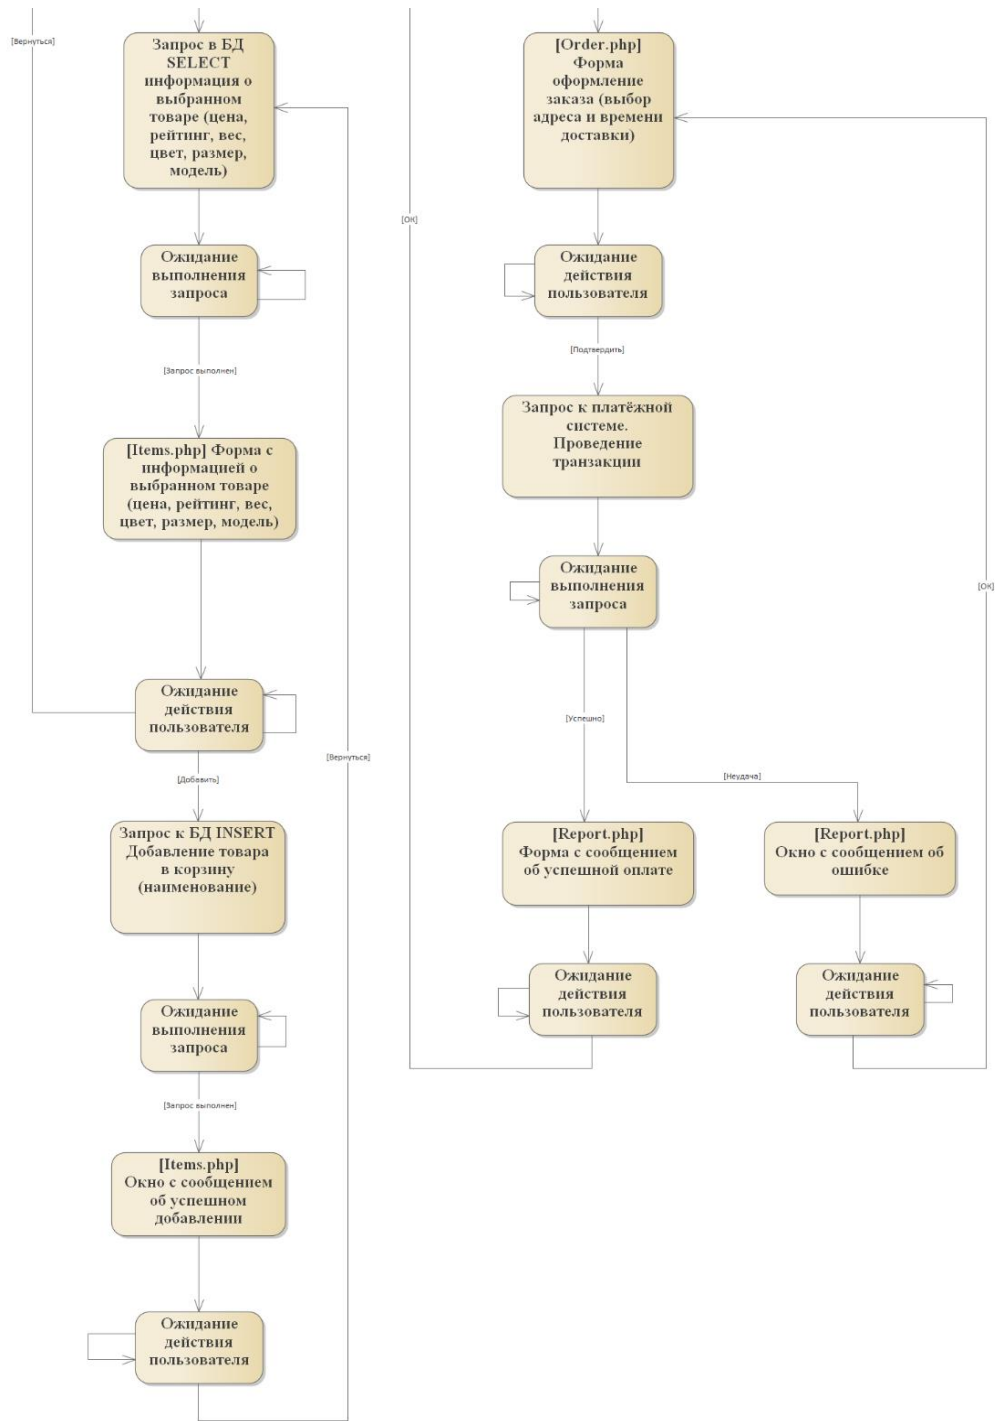 [Вернуться]
Запрос в БД
SELECT
информация о
выбранном
товаре (цена,
рейтинг, вес,
цвет, размер,
модель)
Ожидание
выполнения
запроса
[Запрос выполнен]
[Items.php] Форма с
информацией о
выбранном товаре
(цена, рейтинг, вес,
цвет, размер, модель)
Ожидание
действия
пользователя
[Добавить]
[Вернуться]
Запрос к БД INSERT
Добавление товара
в корзину
(наименование)
Ожидание
выполнения
запроса
[Запрос выполнен]
[Items.php]
Окно с сообщением
об успешном
добавлении
Ожидание
действия
пользователя
[ОК]
[Order.php]
Форма
оформление
заказа (выбор
адреса и времени
доставки)
Ожидание
действия
пользователя
[Подтвердить]
Запрос к платёжной
системе.
Проведение
транзакции
Ожидание
выполнения
запроса
[ОК]
[Успешно]
[Неудача]
[Report.php]
Форма с сообщением
об успешной оплате
[Report.php]
Окно с сообщением об
ошибке
Ожидание
действия
пользователя
Ожидание
действия
пользователя